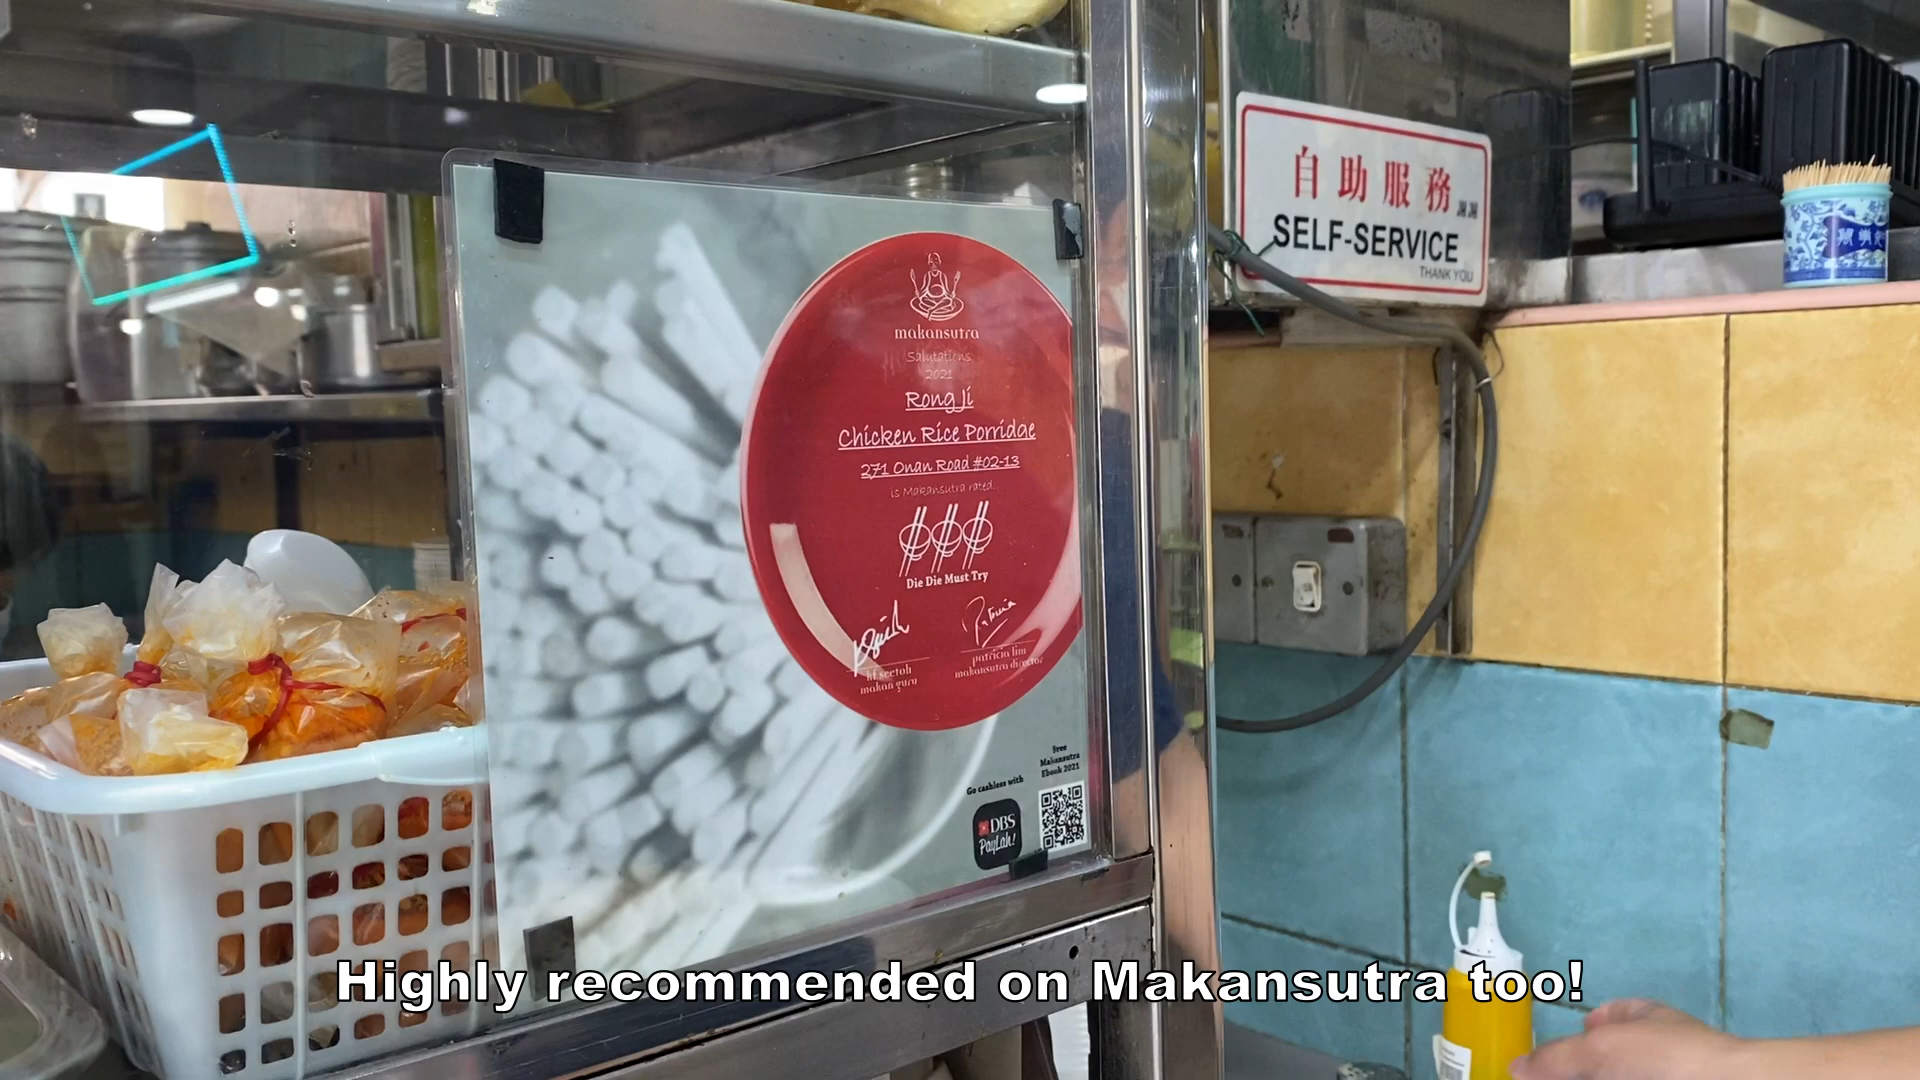 makansutra
Salutations
2021
Rong Ji
Chicken Rice Porridge
271 Onan Road #02-13
is Makansutra rated
Die Die Must Try
kf seetoh
makan guru
patricia lim
makansutra director
Free
Makansutra
Ebook 2021
Go cashless with
DBS
PayLah!
自助服務 謝謝
SELF-SERVICE
THANK YOU
Highly recommended on Makansutra too!